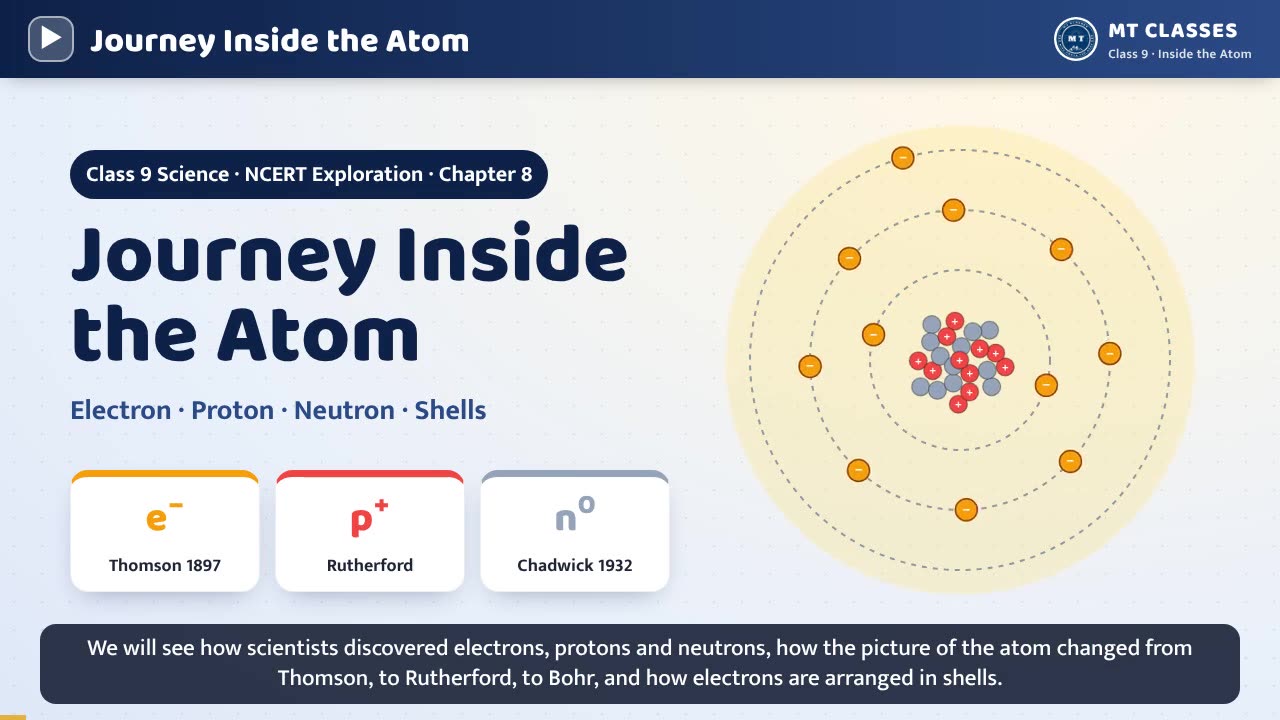 Journey Inside the Atom
MT CLASSES
Class 9 · Inside the Atom
MT
Class 9 Science · NCERT Exploration · Chapter 8
Journey Inside
the Atom
Electron · Proton · Neutron · Shells
e⁻
p⁺
n⁰
Thomson 1897
Rutherford
Chadwick 1932
We will see how scientists discovered electrons, protons and neutrons, how the picture of the atom changed from
Thomson, to Rutherford, to Bohr, and how electrons are arranged in shells.